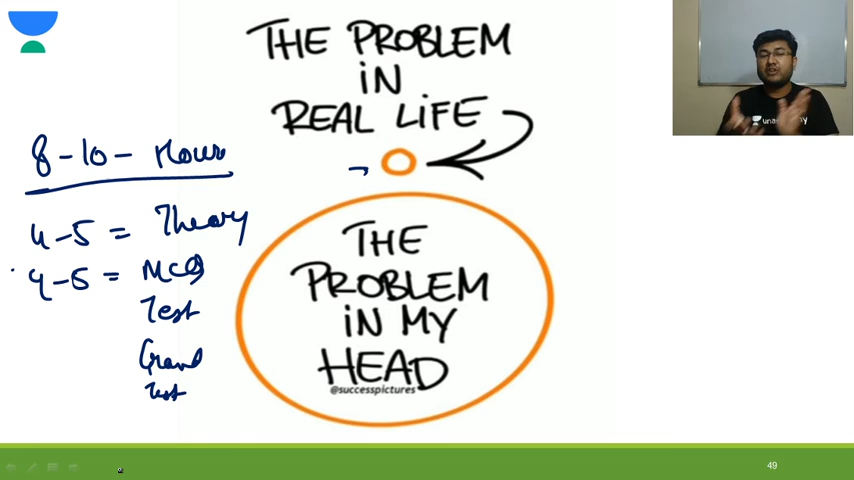 THE PROBLEM
iN
REAL LiFE
8-10- Hour
4-5 = Theory
4-5 = MCQ
Test
Grand
Test
THE
PROBLEM
iN MY
HEAD
@successpictures
49